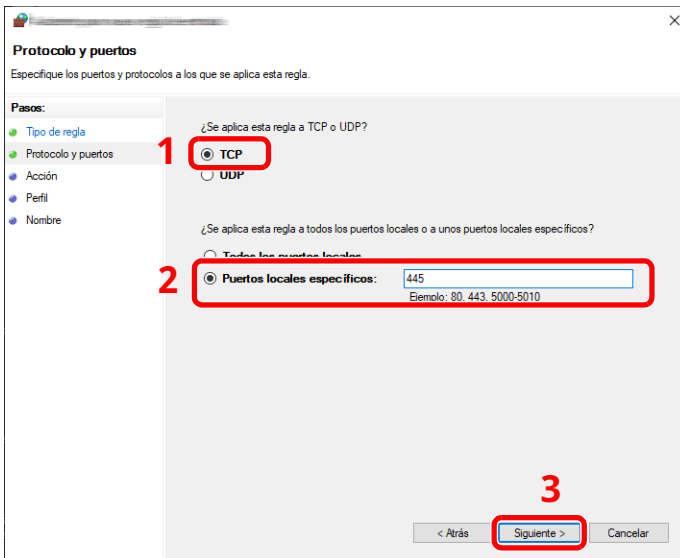 Protocolo y puertos
Especifique los puertos y protocolos a los que se aplica esta regla.
Pasos:
Tipo de regla
Protocolo y puertos
Acción
Perfil
Nombre
¿Se aplica esta regla a TCP o UDP?
1
TCP
UDP
¿Se aplica esta regla a todos los puertos locales o a unos puertos locales específicos?
Todos los puertos locales
2
Puertos locales específicos:
445
Ejemplo: 80, 443, 5000-5010
3
< Atrás
Siguiente >
Cancelar